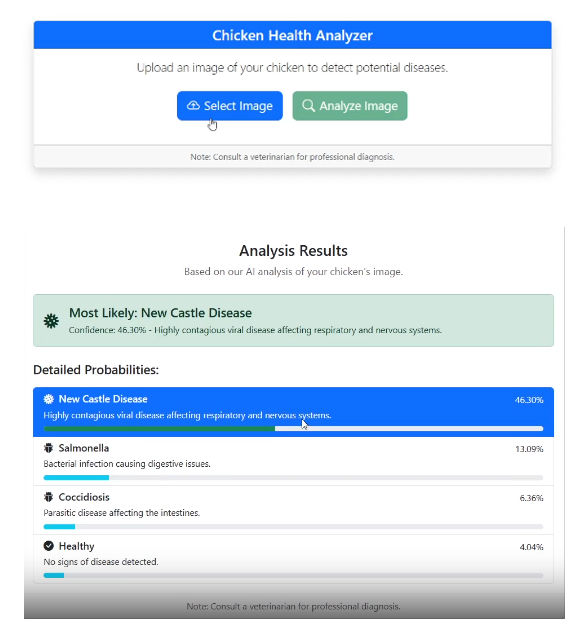 Chicken Health Analyzer
Upload an image of your chicken to detect potential diseases.
Select Image
Analyze Image
Note: Consult a veterinarian for professional diagnosis.
Analysis Results
Based on our AI analysis of your chicken's image.
Most Likely: New Castle Disease
Confidence: 46.30% - Highly contagious viral disease affecting respiratory and nervous systems.
Detailed Probabilities:
New Castle Disease 46.30%
Highly contagious viral disease affecting respiratory and nervous systems.
Salmonella 13.09%
Bacterial infection causing digestive issues.
Coccidiosis 6.36%
Parasitic disease affecting the intestines.
Healthy 4.04%
No signs of disease detected.
Note: Consult a veterinarian for professional diagnosis.